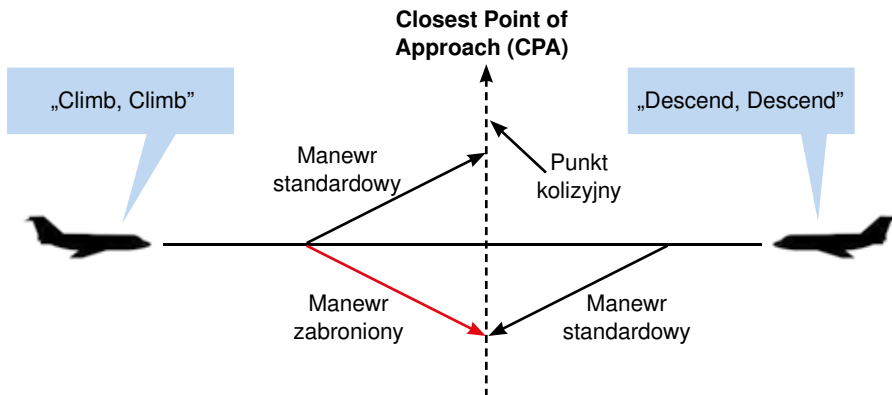 Closest Point of
Approach (CPA)
„Climb, Climb”
„Descend, Descend”
Manewr
standardowy
Punkt
kolizyjny
Manewr
zabroniony
Manewr
standardowy